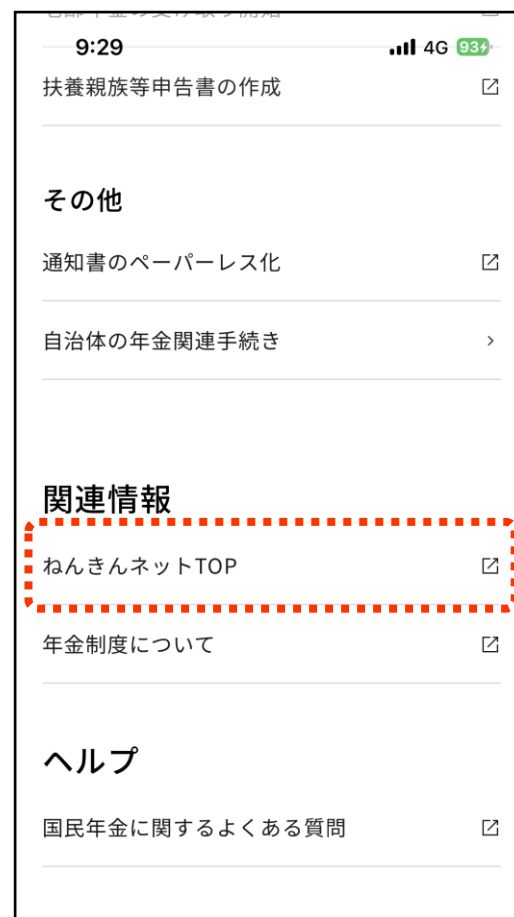 9:29
4G 93
扶養親族等申告書の作成
その他
通知書のペーパーレス化
自治体の年金関連手続き
関連情報
ねんきんネットTOP
年金制度について
ヘルプ
国民年金に関するよくある質問